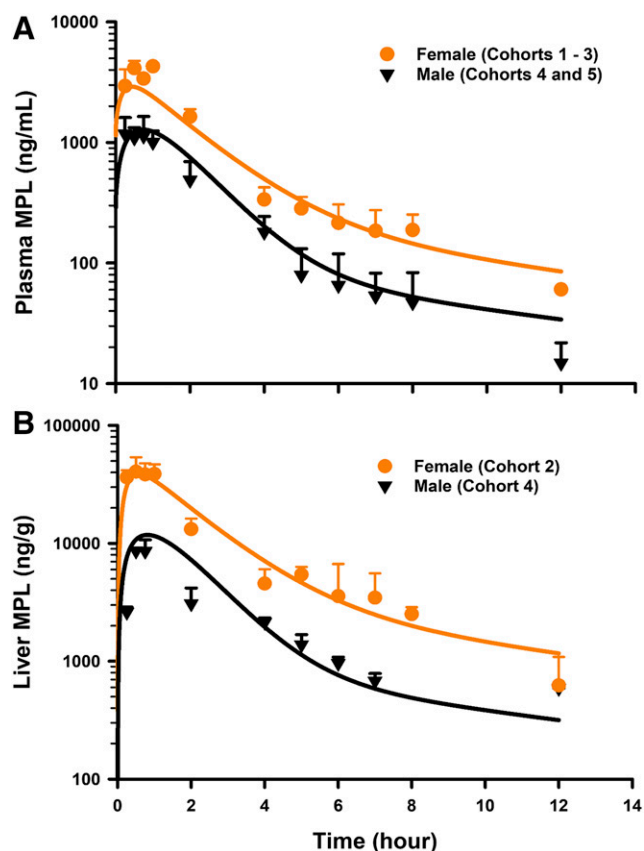 A
10000
1000
100
10
Plasma MPL (ng/mL)
Female (Cohorts 1 - 3)
Male (Cohorts 4 and 5)
B
100000
10000
1000
100
Liver MPL (ng/g)
Female (Cohort 2)
Male (Cohort 4)
0 2 4 6 8 10 12 14
Time (hour)